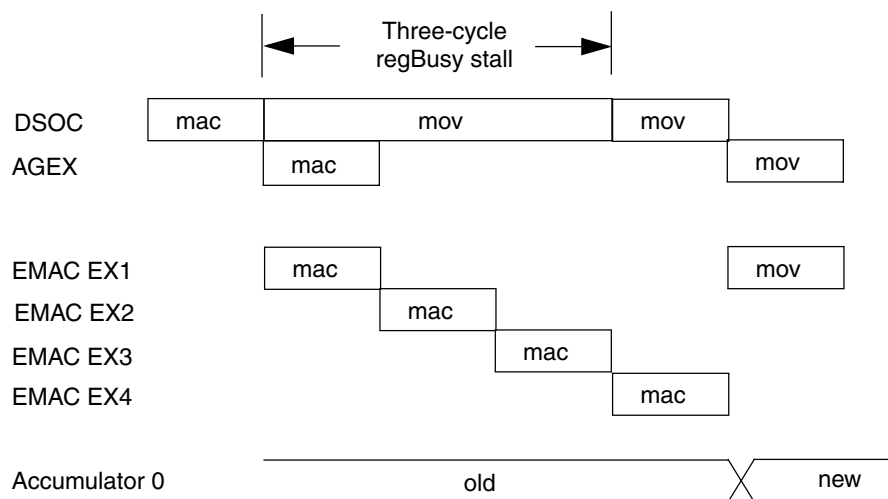 Three-cycle
regBusy stall
DSOC mac mov mov
AGEX mac mov
EMAC EX1 mac mov
EMAC EX2 mac
EMAC EX3 mac
EMAC EX4 mac
Accumulator 0 old new